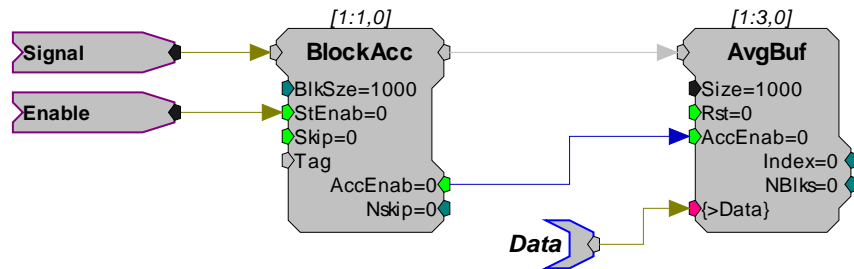 [1:1,0]
BlockAcc
Signal
Enable
BlkSze=1000
StEnab=0
Skip=0
Tag
AccEnab=0
Nskip=0
[1:3,0]
AvgBuf
Size=1000
Rst=0
AccEnab=0
Index=0
NBlks=0
{>Data}
Data